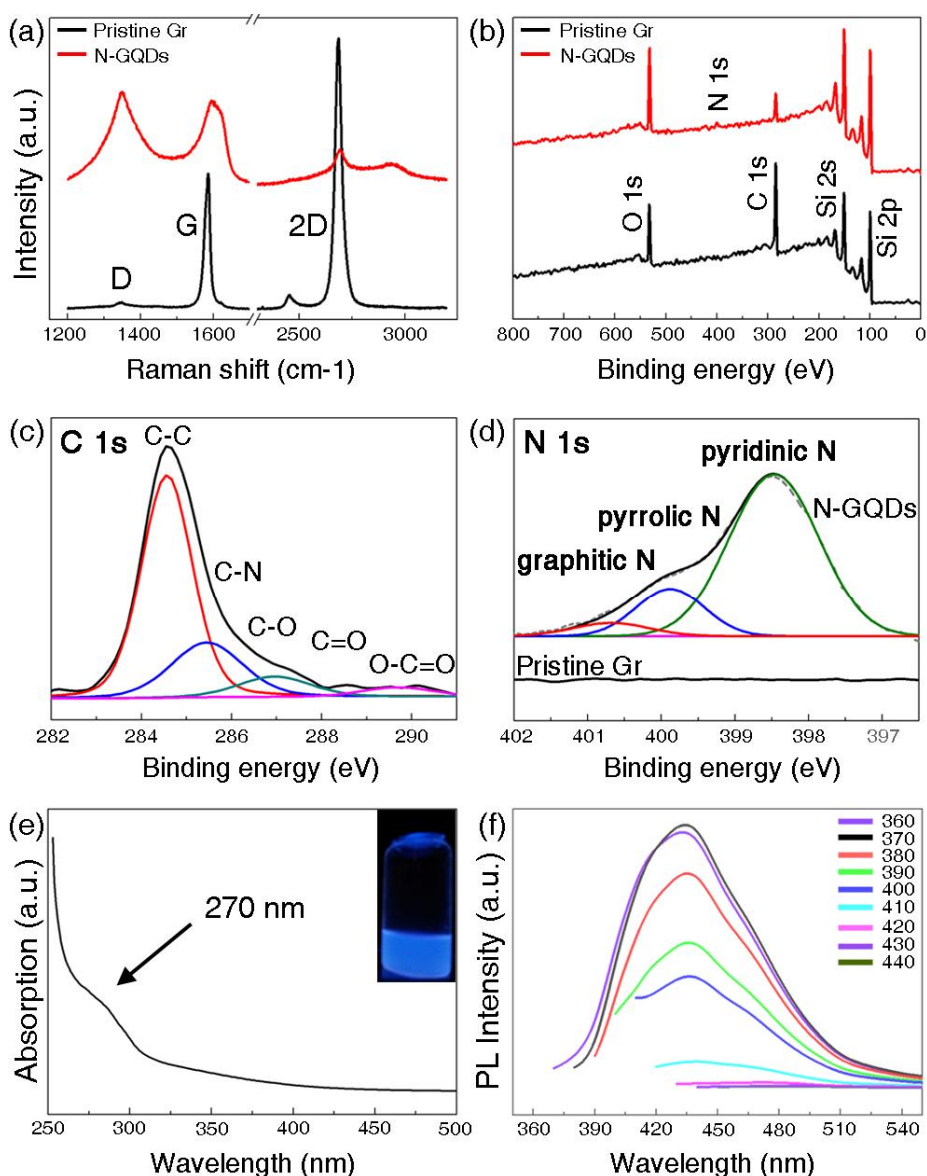 (a)
Pristine Gr
N-GQDs
D
G
2D
Intensity (a.u.)
1200 1400 1600 2450 2700 3000
Raman shift (cm-1)
(b)
Pristine Gr
N-GQDs
O 1s
N 1s
C 1s
Si 2s
Si 2p
Intensity (a.u.)
800 700 600 500 400 300 200 100 0
Binding energy (eV)
(c)
C 1s
C-C
C-N
C-O
C=O
O-C=O
282 284 286 288 290
Binding energy (eV)
(d)
N 1s
pyridinic N
N-GQDs
pyrrolic N
graphitic N
Pristine Gr
402 401 400 399 398 397
Binding energy (eV)
(e)
270 nm
Absorption (a.u.)
250 300 350 400 450 500
Wavelength (nm)
(f)
360
370
380
390
400
410
420
430
440
PL Intensity (a.u.)
360 390 420 450 480 510 540
Wavelength (nm)